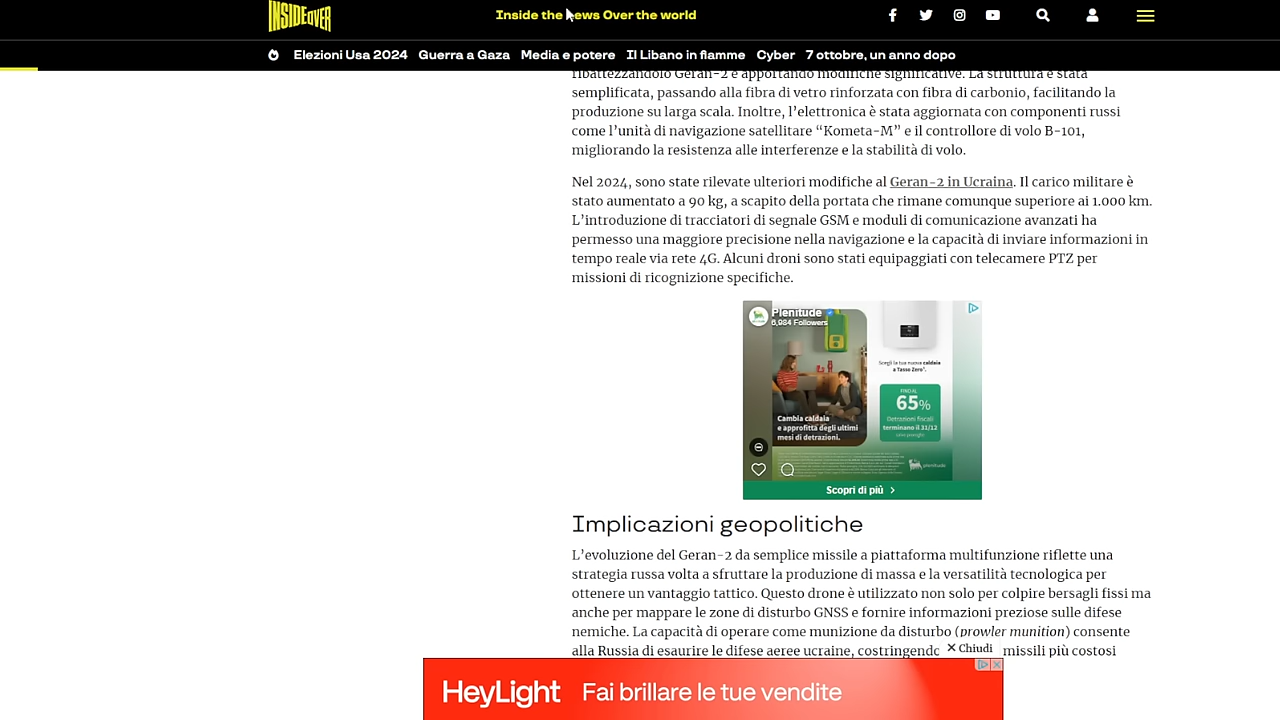 INSIDEOVER
Inside the news Over the world
Elezioni Usa 2024 Guerra a Gaza Media e potere Il Libano in fiamme Cyber 7 ottobre, un anno dopo
ribattezzandolo Geran-2 e apportando modifiche significative. La struttura è stata
semplificata, passando alla fibra di vetro rinforzata con fibra di carbonio, facilitando la
produzione su larga scala. Inoltre, l’elettronica è stata aggiornata con componenti russi
come l’unità di navigazione satellitare “Kometa-M” e il controllore di volo B-101,
migliorando la resistenza alle interferenze e la stabilità di volo.
Nel 2024, sono state rilevate ulteriori modifiche al Geran-2 in Ucraina. Il carico militare è
stato aumentato a 90 kg, a scapito della portata che rimane comunque superiore ai 1.000 km.
L’introduzione di tracciatori di segnale GSM e moduli di comunicazione avanzati ha
permesso una maggiore precisione nella navigazione e la capacità di inviare informazioni in
tempo reale via rete 4G. Alcuni droni sono stati equipaggiati con telecamere PTZ per
missioni di ricognizione specifiche.
Plenitude
6,984 Followers
Scegli la tua nuova caldaia
a Tasso Zero*.
FINO AL
65%
Detrazioni fiscali
terminano il 31/12
Cambia caldaia
e approfitta degli ultimi
mesi di detrazioni.
plenitude
Scopri di più
Implicazioni geopolitiche
L’evoluzione del Geran-2 da semplice missile a piattaforma multifunzione riflette una
strategia russa volta a sfruttare la produzione di massa e la versatilità tecnologica per
ottenere un vantaggio tattico. Questo drone è utilizzato non solo per colpire bersagli fissi ma
anche per mappare le zone di disturbo GNSS e fornire informazioni preziose sulle difese
nemiche. La capacità di operare come munizione da disturbo (prowler munition) consente
alla Russia di esaurire le difese aeree ucraine, costringendo missili più costosi
Chiudi
HeyLight Fai brillare le tue vendite